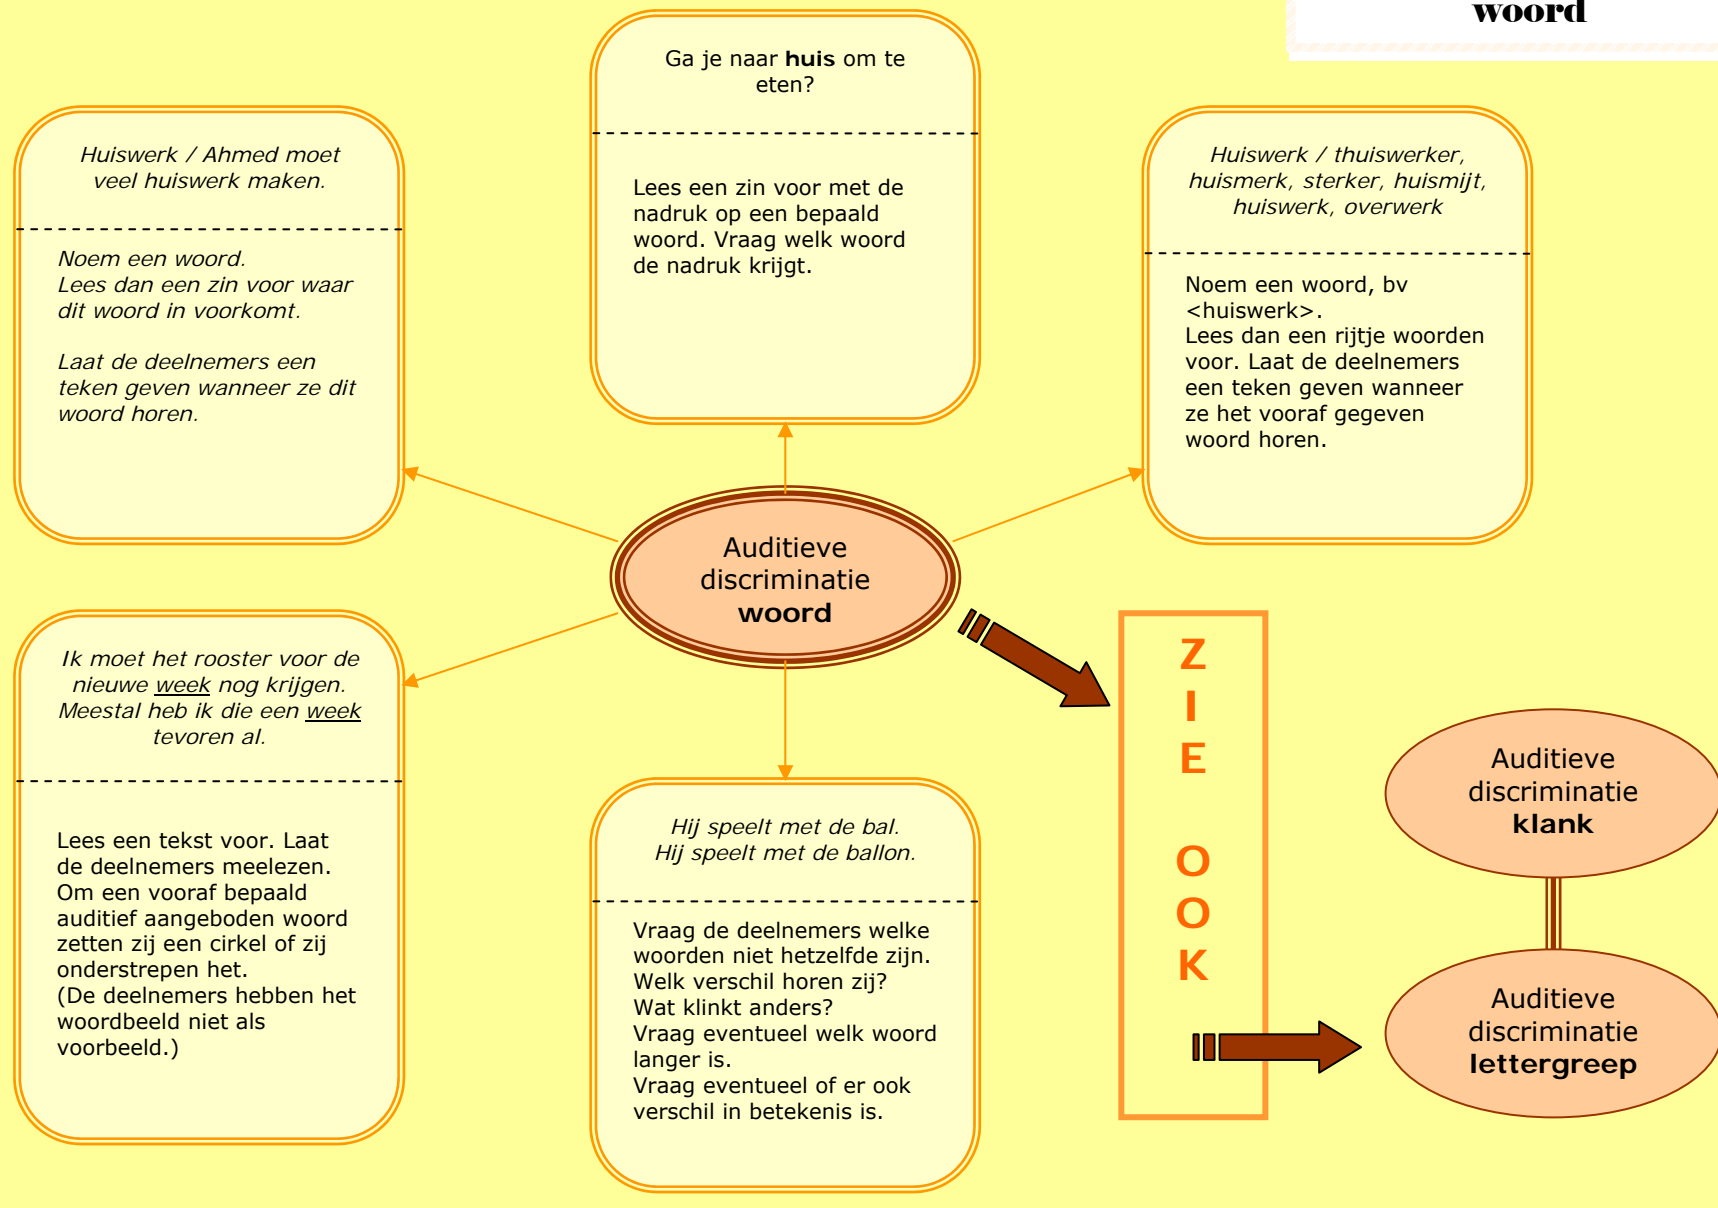 woord
Ga je naar huis om te
eten?
Lees een zin voor met de
nadruk op een bepaald
woord. Vraag welk woord
de nadruk krijgt.
Huiswerk / Ahmed moet
veel huiswerk maken.
Noem een woord.
Lees dan een zin voor waar
dit woord in voorkomt.
Laat de deelnemers een
teken geven wanneer ze dit
woord horen.
Huiswerk / thuiswerker,
huismerk, sterker, huismijt,
huiswerk, overwerk
Noem een woord, bv
<huiswerk>.
Lees dan een rijtje woorden
voor. Laat de deelnemers
een teken geven wanneer
ze het vooraf gegeven
woord horen.
Auditieve
discriminatie
woord
Ik moet het rooster voor de
nieuwe week nog krijgen.
Meestal heb ik die een week
tevoren al.
Lees een tekst voor. Laat
de deelnemers meelezen.
Om een vooraf bepaald
auditief aangeboden woord
zetten zij een cirkel of zij
onderstrepen het.
(De deelnemers hebben het
woordbeeld niet als
voorbeeld.)
Hij speelt met de bal.
Hij speelt met de ballon.
Vraag de deelnemers welke
woorden niet hetzelfde zijn.
Welk verschil horen zij?
Wat klinkt anders?
Vraag eventueel welk woord
langer is.
Vraag eventueel of er ook
verschil in betekenis is.
Z
I
E
O
O
K
Auditieve
discriminatie
klank
Auditieve
discriminatie
lettergreep